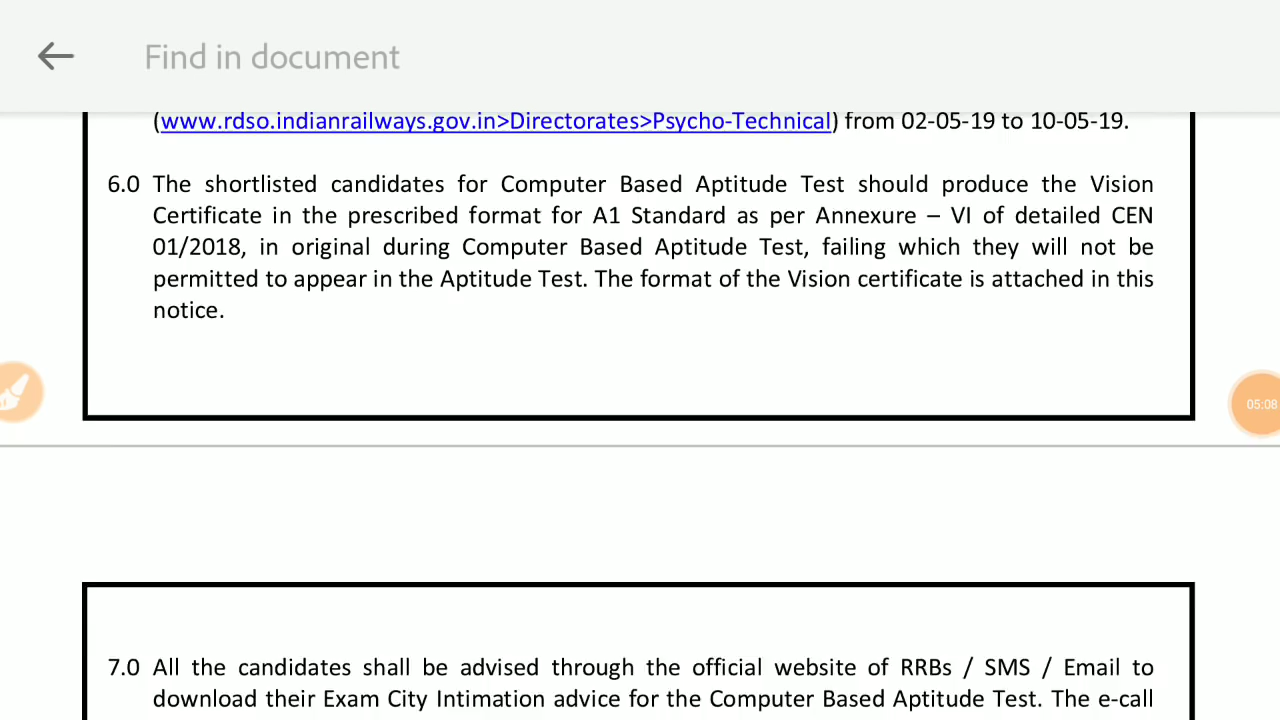 Find in document
(www.rdso.indianrailways.gov.in>Directorates>Psycho-Technical) from 02-05-19 to 10-05-19.
6.0 The shortlisted candidates for Computer Based Aptitude Test should produce the Vision
Certificate in the prescribed format for A1 Standard as per Annexure – VI of detailed CEN
01/2018, in original during Computer Based Aptitude Test, failing which they will not be
permitted to appear in the Aptitude Test. The format of the Vision certificate is attached in this
notice.
05:08
7.0 All the candidates shall be advised through the official website of RRBs / SMS / Email to
download their Exam City Intimation advice for the Computer Based Aptitude Test. The e-call